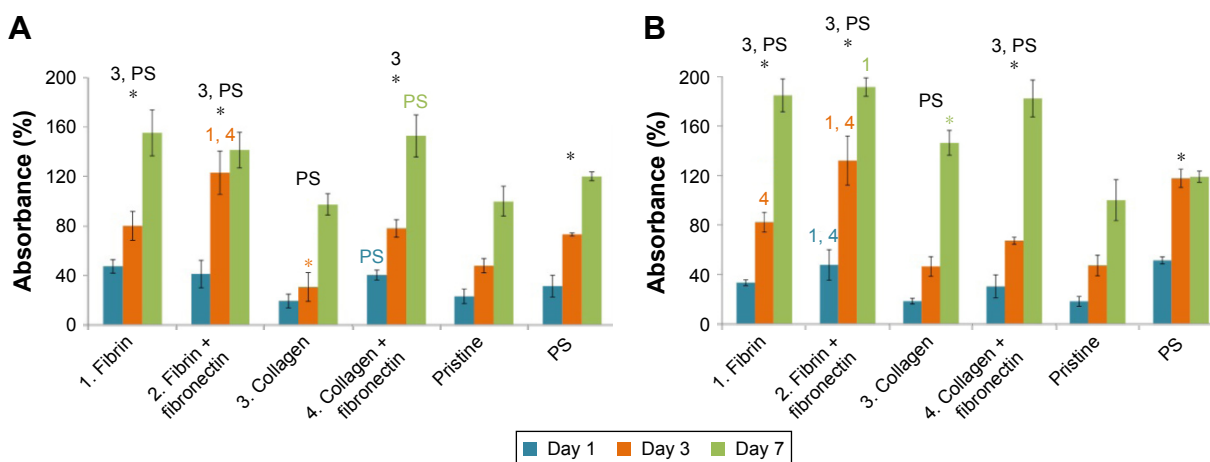 A
Absorbance (%)
200
160
120
80
40
0
3, PS
*
3, PS
*
1, 4
PS
*
3
*
PS
PS
*
1. Fibrin
2. Fibrin +
fibronectin
3. Collagen
4. Collagen +
fibronectin
Pristine
PS
B
Absorbance (%)
200
160
120
80
40
0
3, PS
*
4
3, PS
*
1
1, 4
1, 4
PS
*
3, PS
*
*
1. Fibrin
2. Fibrin +
fibronectin
3. Collagen
4. Collagen +
fibronectin
Pristine
PS
Day 1 Day 3 Day 7